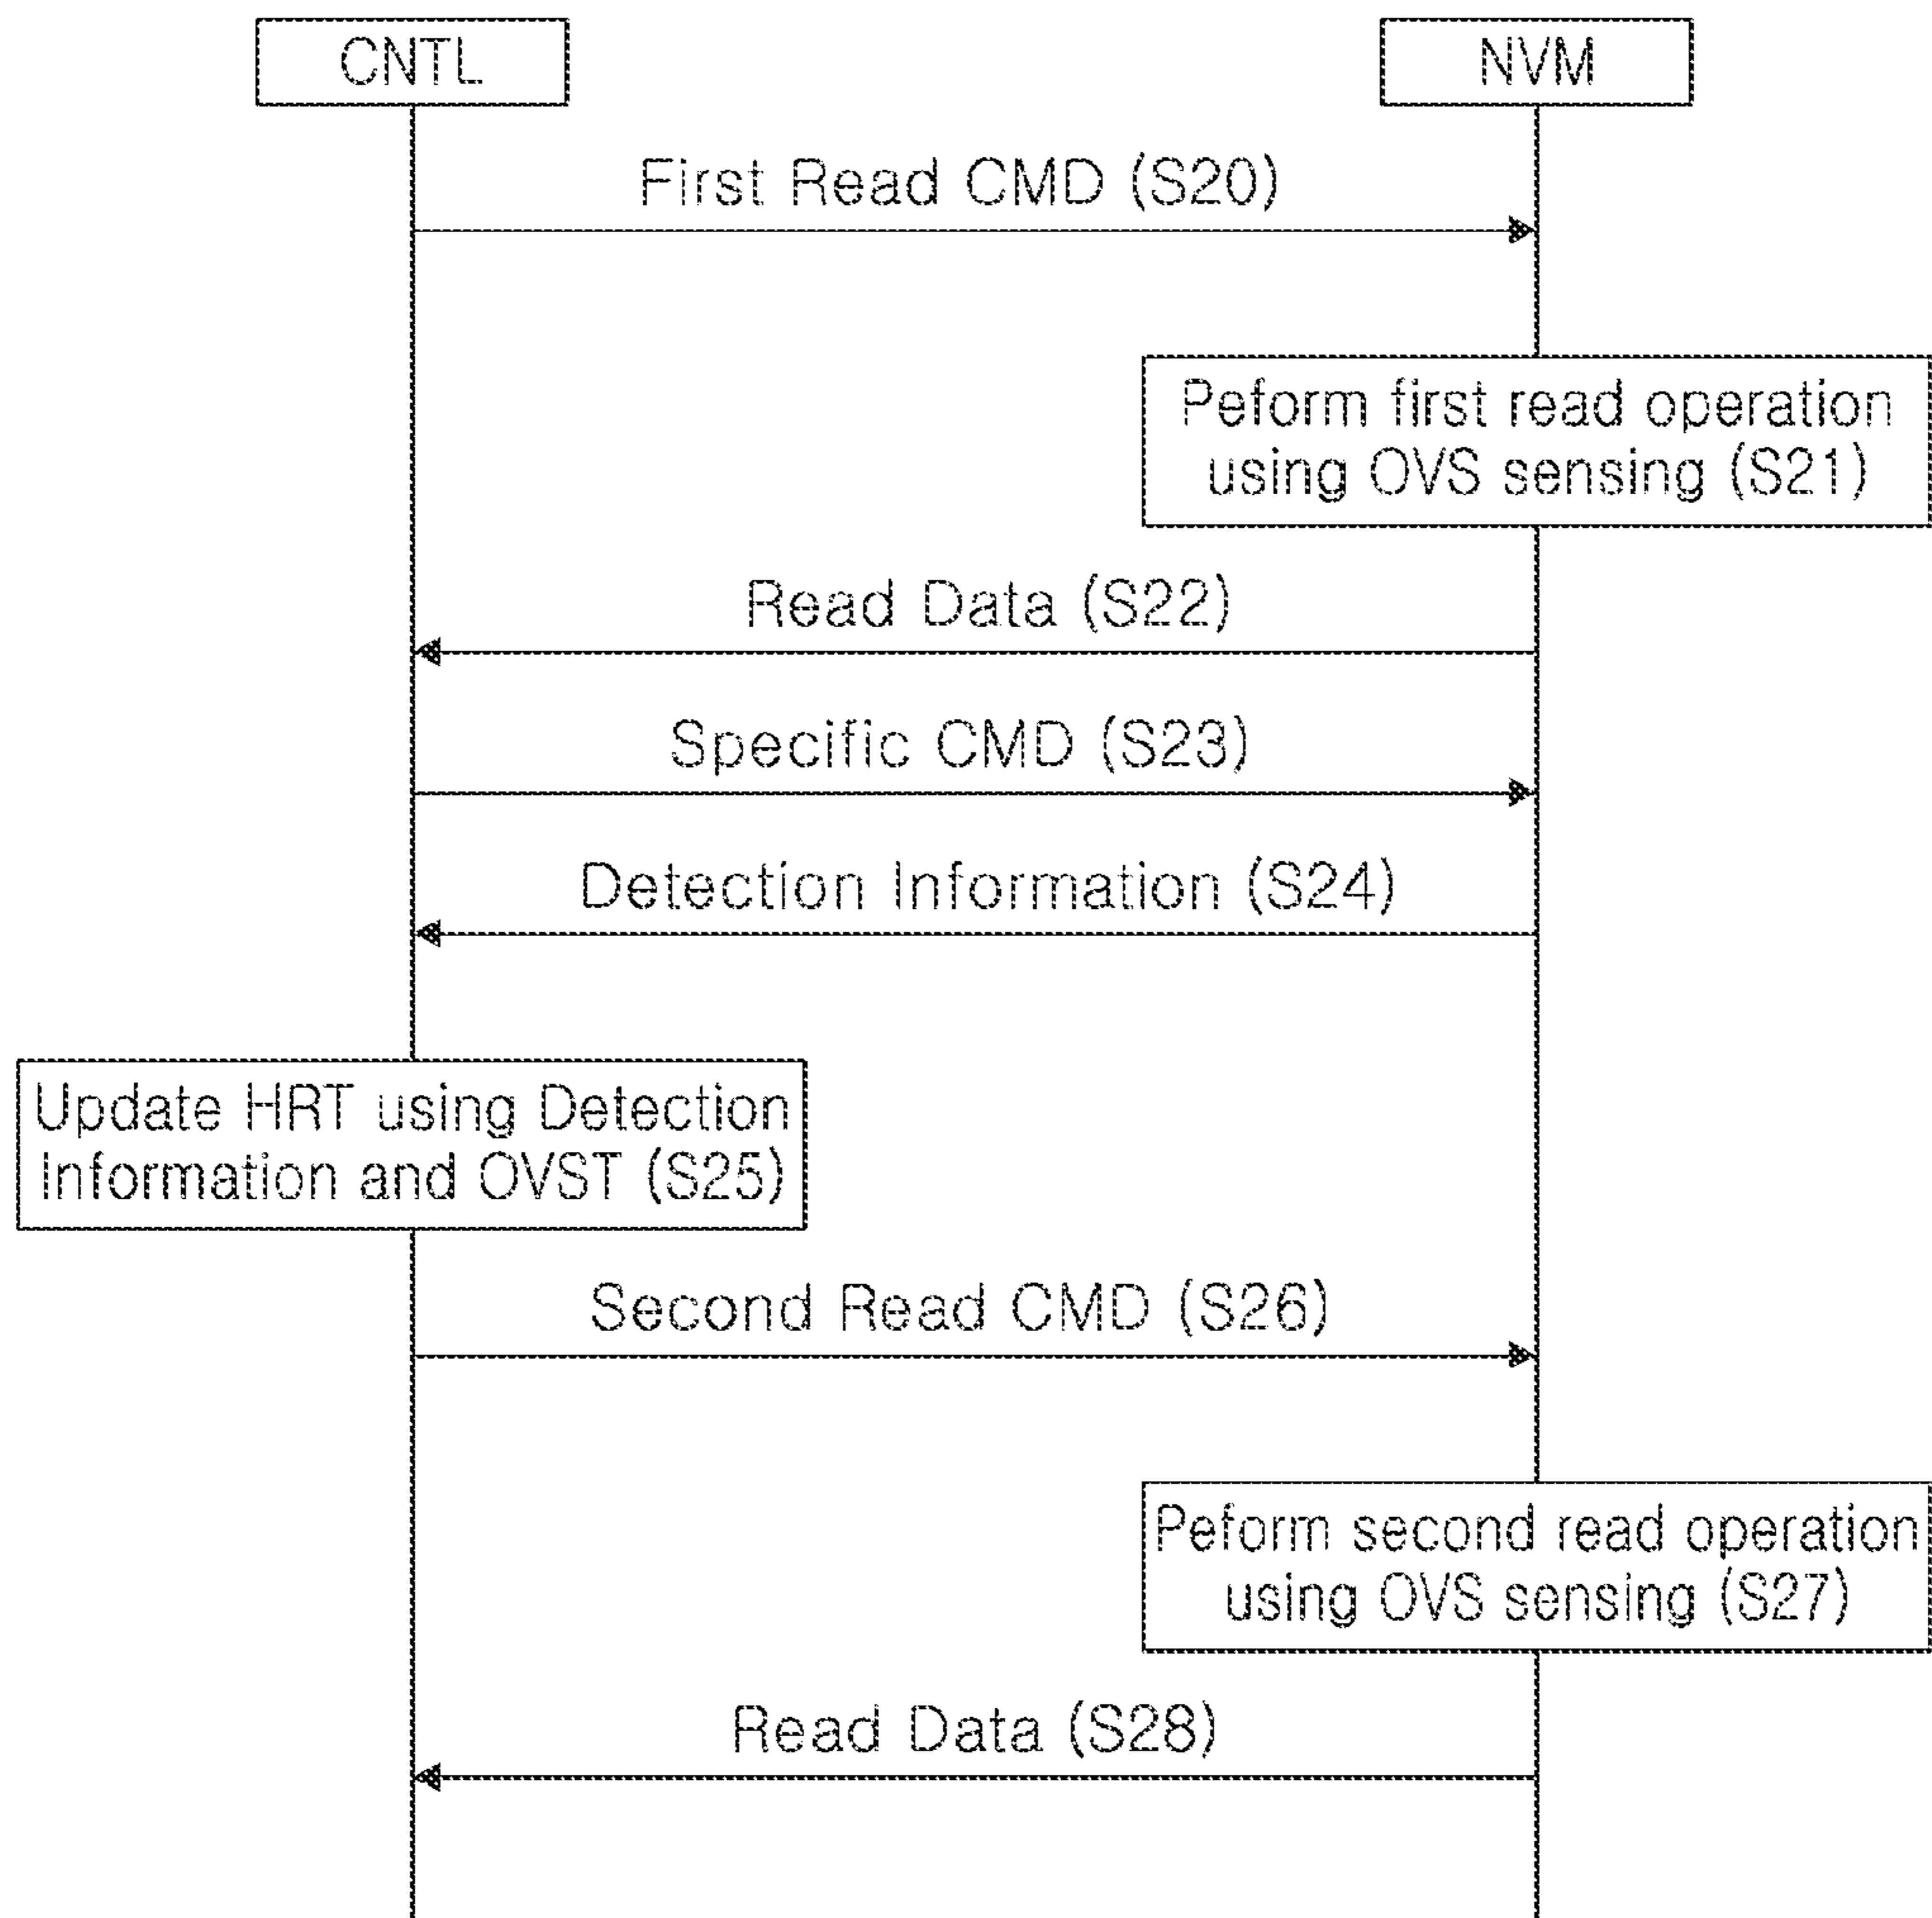 CNTL
NVM
First Read CMD (S20)
Peform first read operation
using OVS sensing (S21)
Read Data (S22)
Specific CMD (S23)
Detection Information (S24)
Update HRT using Detection
Information and OVST (S25)
Second Read CMD (S26)
Peform second read operation
using OVS sensing (S27)
Read Data (S28)